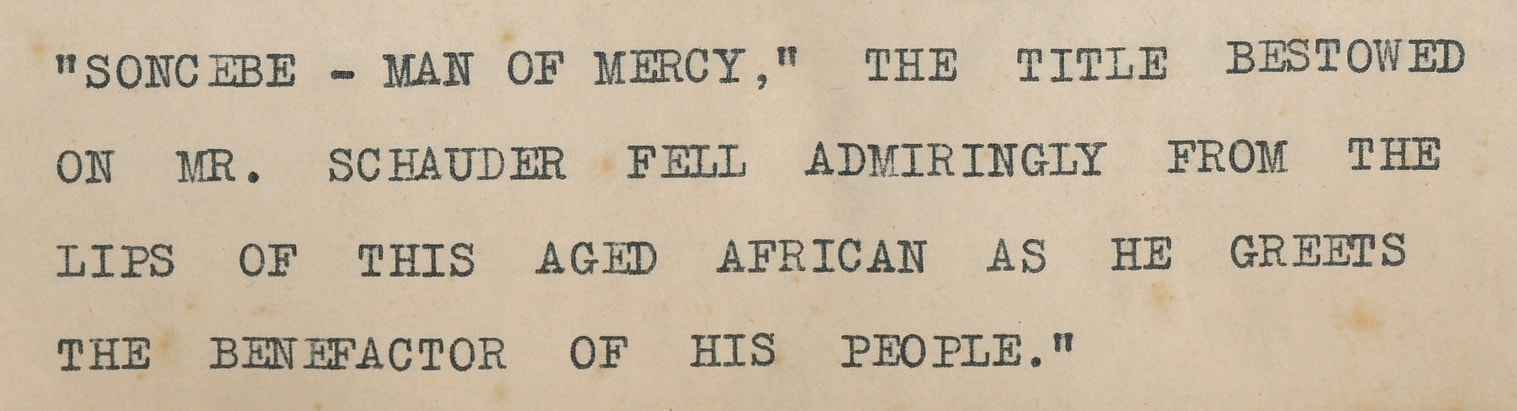 "SONCEBE - MAN OF MERCY," THE TITLE BESTOWED
ON MR. SCHAUDER FELL ADMIRINGLY FROM THE
LIPS OF THIS AGED AFRICAN AS HE GREETS
THE BENEFACTOR OF HIS PEOPLE."